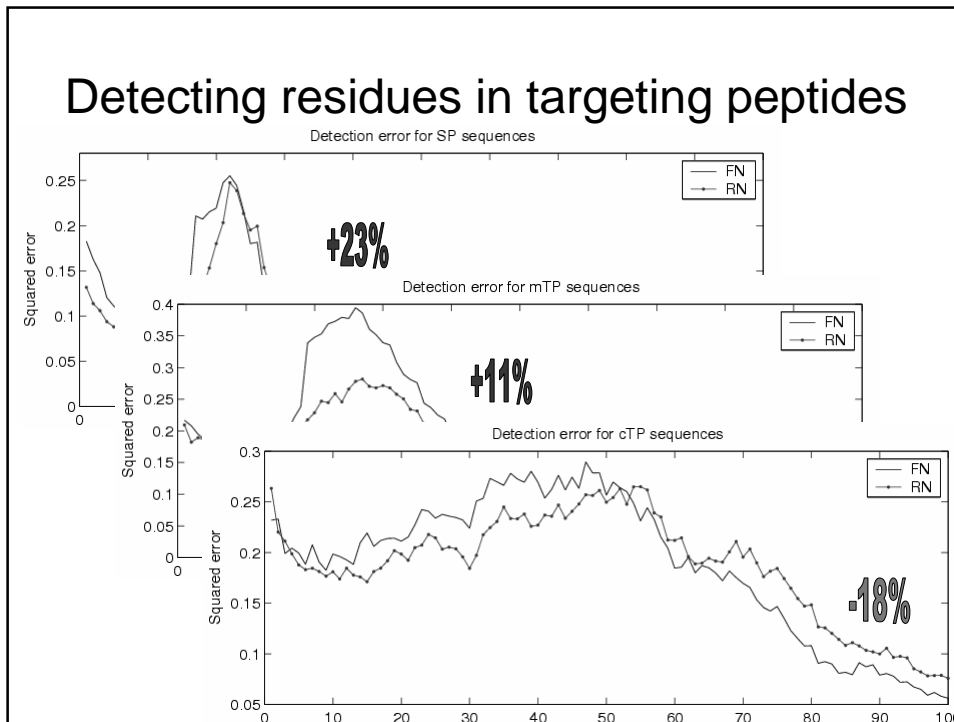 Detecting residues in targeting peptides
Detection error for SP sequences
FN
RN
0.25
0.2
0.15
0.1
0.05
0
Squared error
0
+23%
Detection error for mTP sequences
FN
RN
0.4
0.35
0.3
0.25
0.2
0.15
0.1
0.05
0
Squared error
0
+11%
Detection error for cTP sequences
FN
RN
0.3
0.25
0.2
0.15
0.1
0.05
Squared error
-18%
0 10 20 30 40 50 60 70 80 90 100